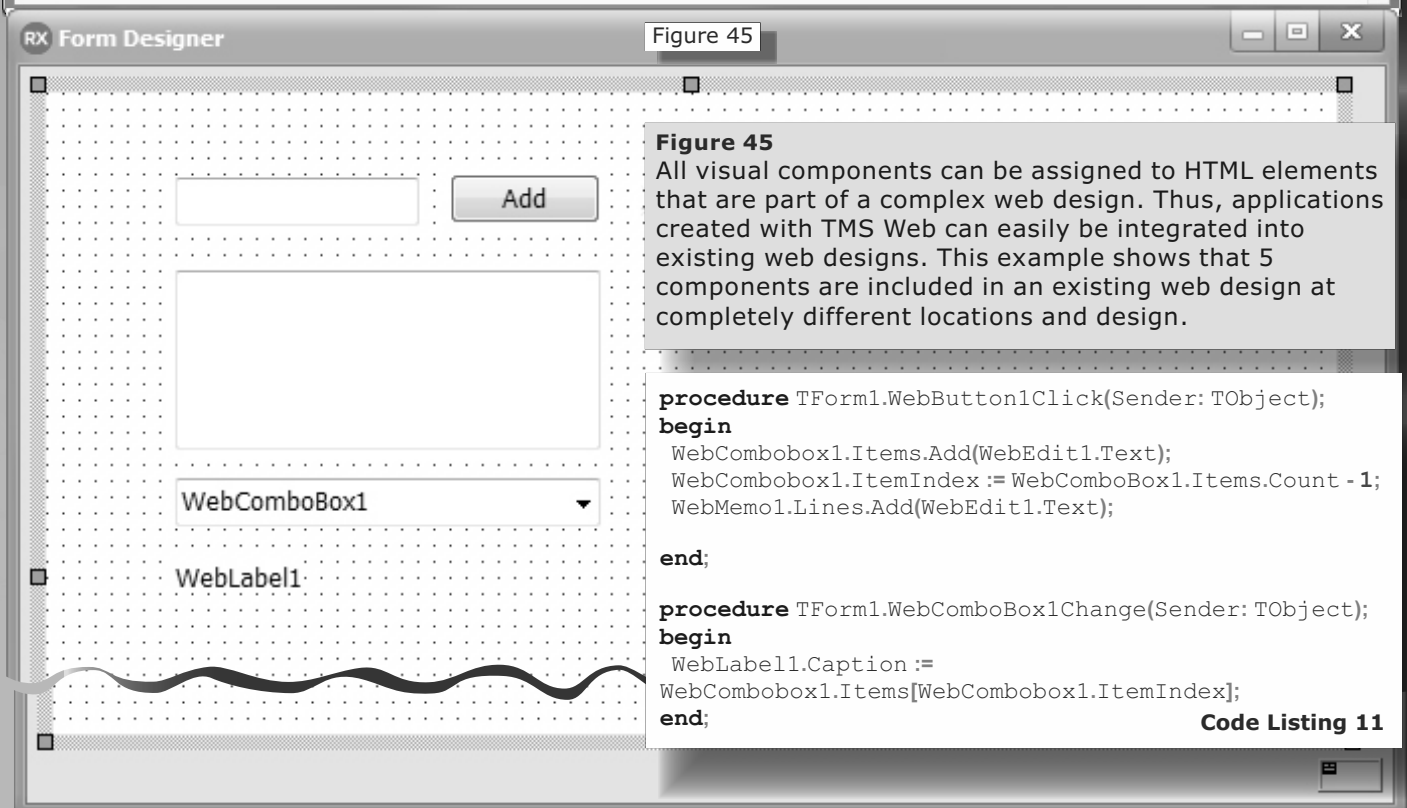 RX Form Designer
Figure 45
Add
WebComboBox1
WebLabel1
Figure 45
All visual components can be assigned to HTML elements
that are part of a complex web design. Thus, applications
created with TMS Web can easily be integrated into
existing web designs. This example shows that 5
components are included in an existing web design at
completely different locations and design.
procedure TForm1.WebButton1Click(Sender: TObject);
begin
WebCombobox1.Items.Add(WebEdit1.Text);
WebCombobox1.ItemIndex := WebComboBox1.Items.Count - 1;
WebMemo1.Lines.Add(WebEdit1.Text);
end;
procedure TForm1.WebComboBox1Change(Sender: TObject);
begin
WebLabel1.Caption :=
WebCombobox1.Items[WebCombobox1.ItemIndex];
end;
Code Listing 11